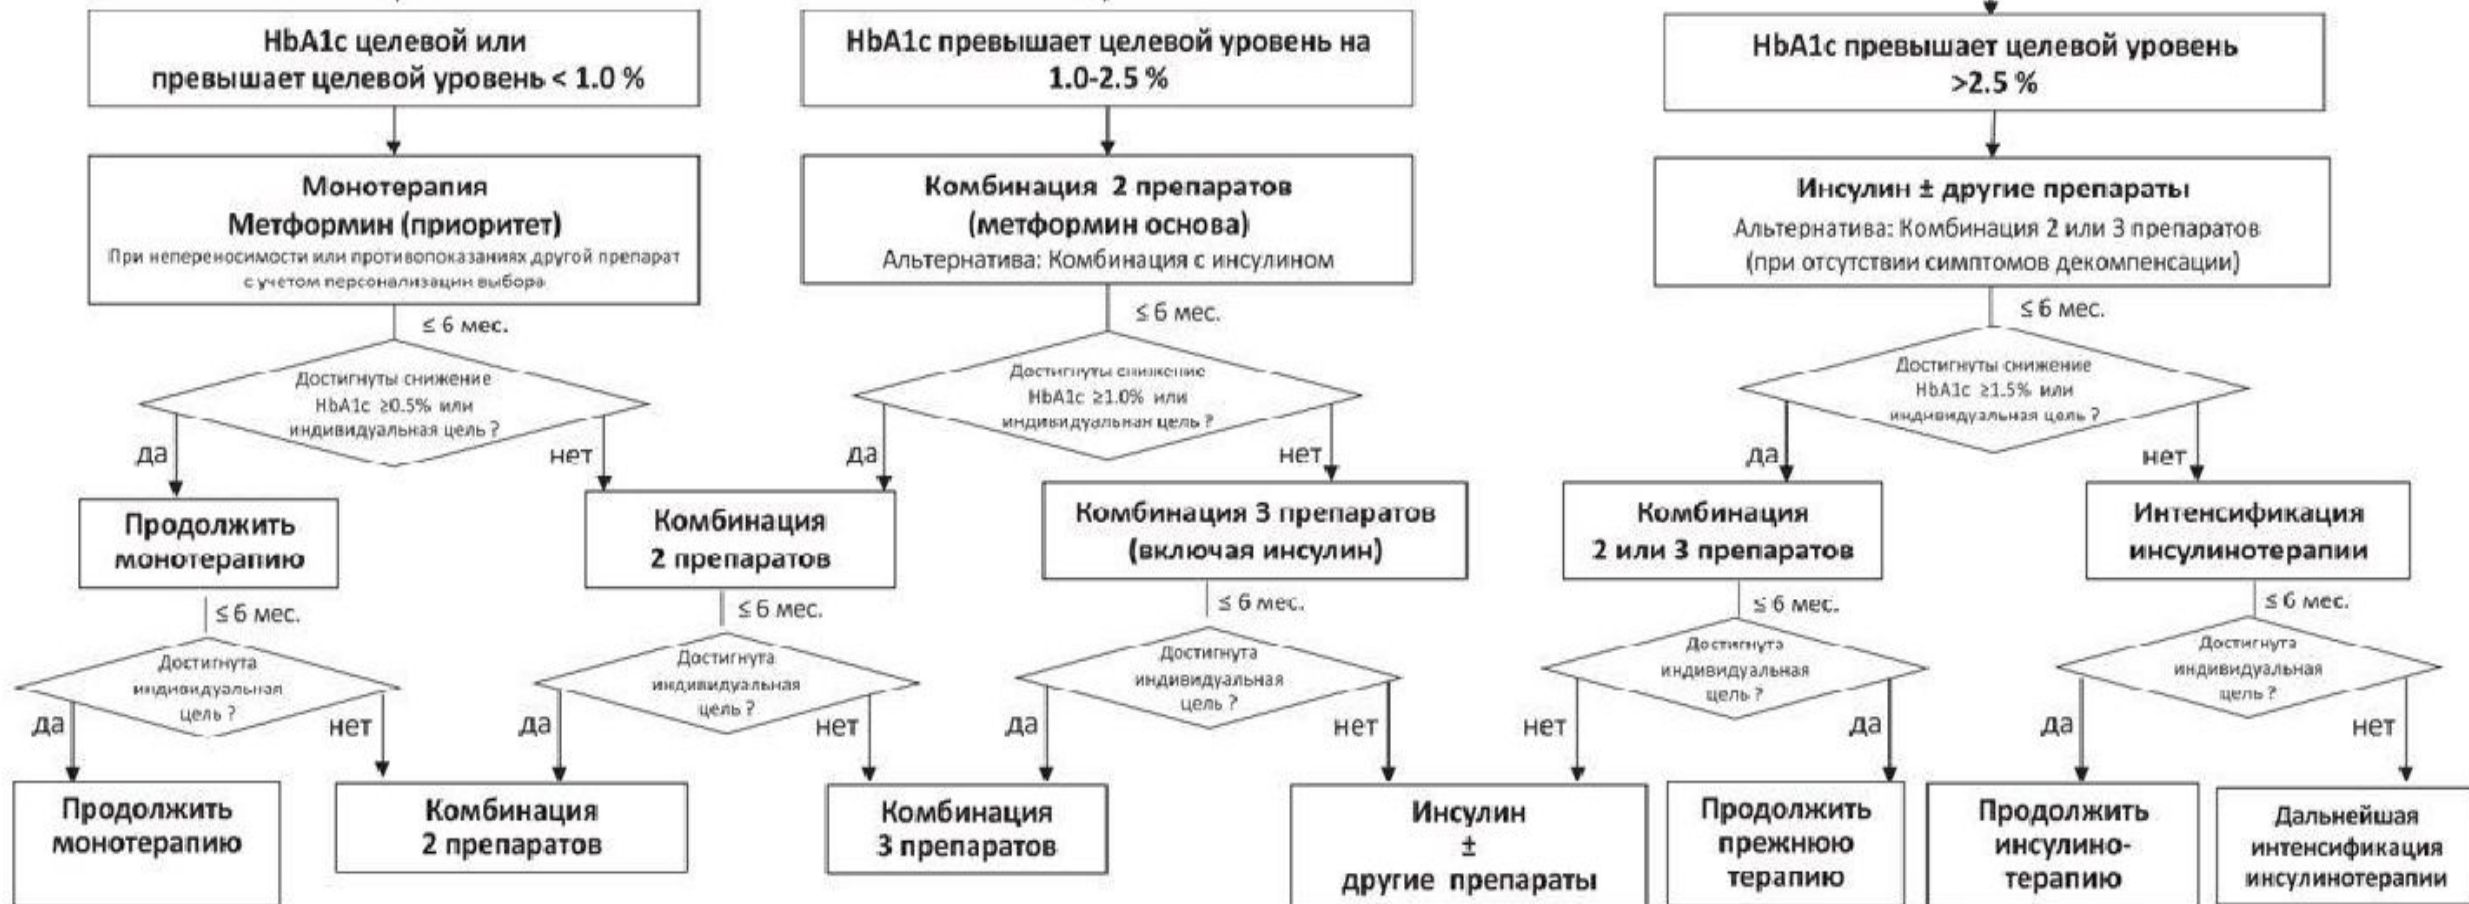 HbA1c целевой или
превышает целевой уровень < 1.0 %
HbA1c превышает целевой уровень на
1.0-2.5 %
HbA1c превышает целевой уровень
>2.5 %
Монотерапия
Метформин (приоритет)
При непереносимости или противопоказаниях другой препарат
с учетом персонализации выбора
Комбинация 2 препаратов
(метформин основа)
Альтернатива: Комбинация с инсулином
Инсулин ± другие препараты
Альтернатива: Комбинация 2 или 3 препаратов
(при отсутствии симптомов декомпенсации)
≤ 6 мес.
≤ 6 мес.
≤ 6 мес.
Достигнуты снижение
HbA1c ≥0.5% или
индивидуальная цель ?
да
нет
Достигнуты снижение
HbA1c ≥1.0% или
индивидуальная цель ?
да
нет
Достигнуты снижение
HbA1c ≥1.5% или
индивидуальная цель ?
да
нет
Продолжить
монотерапию
Комбинация
2 препаратов
Комбинация 3 препаратов
(включая инсулин)
Комбинация
2 или 3 препаратов
Интенсификация
инсулинотерапии
≤ 6 мес.
≤ 6 мес.
≤ 6 мес.
≤ 6 мес.
≤ 6 мес.
Достигнута
индивидуальная
цель ?
да
нет
Достигнута
индивидуальная
цель ?
да
нет
Достигнута
индивидуальная
цель ?
да
нет
Достигнута
индивидуальная
цель ?
нет
да
Достигнута
индивидуальная
цель ?
да
нет
Продолжить
монотерапию
Комбинация
2 препаратов
Комбинация
3 препаратов
Инсулин
±
другие препараты
Продолжить
прежнюю
терапию
Продолжить
инсулино-
терапию
Дальнейшая
интенсификация
инсулинотерапии